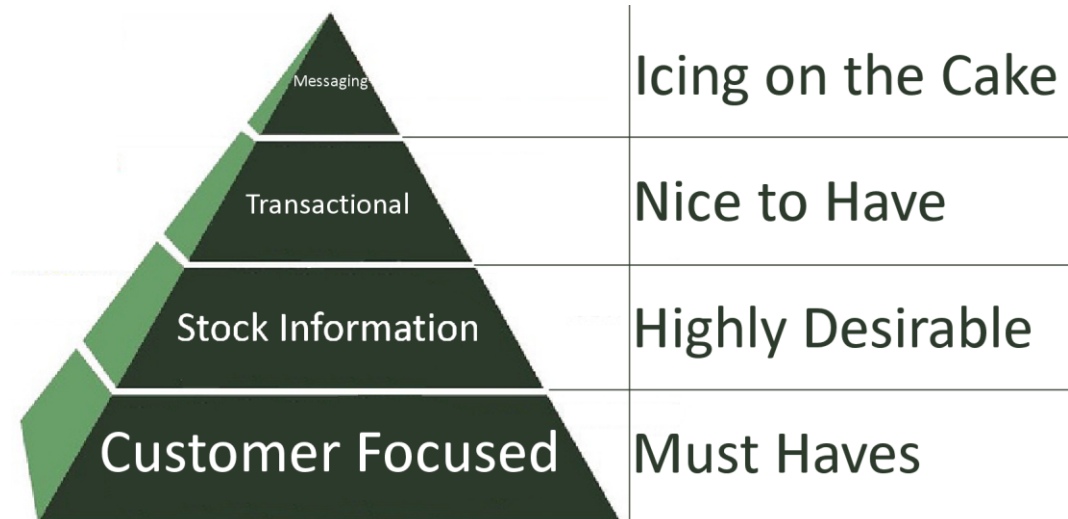 Messaging
Icing on the Cake
Transactional
Nice to Have
Stock Information
Highly Desirable
Customer Focused
Must Haves